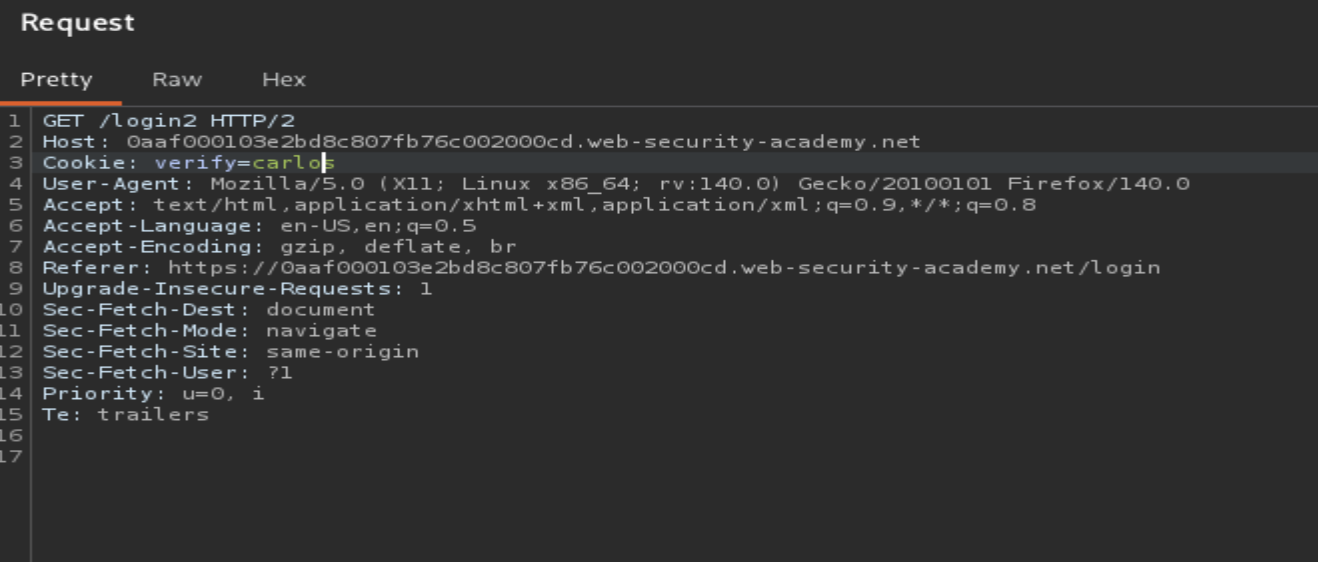 Request
Pretty Raw Hex
1 GET /login2 HTTP/2
2 Host: 0aaf000103e2bd8c807fb76c002000cd.web-security-academy.net
3 Cookie: verify=carlos
4 User-Agent: Mozilla/5.0 (X11; Linux x86_64; rv:140.0) Gecko/20100101 Firefox/140.0
5 Accept: text/html,application/xhtml+xml,application/xml;q=0.9,*/*;q=0.8
6 Accept-Language: en-US,en;q=0.5
7 Accept-Encoding: gzip, deflate, br
8 Referer: https://0aaf000103e2bd8c807fb76c002000cd.web-security-academy.net/login
9 Upgrade-Insecure-Requests: 1
10 Sec-Fetch-Dest: document
11 Sec-Fetch-Mode: navigate
12 Sec-Fetch-Site: same-origin
13 Sec-Fetch-User: ?1
14 Priority: u=0, i
15 Te: trailers
16
17